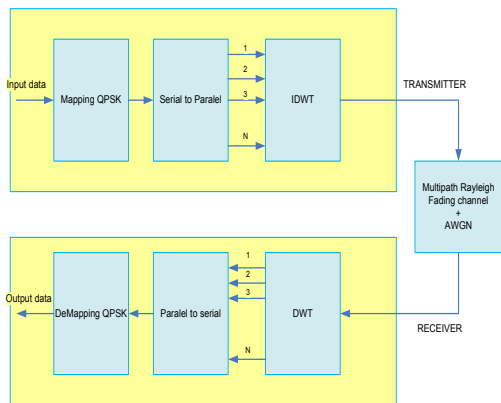 Input data
Mapping QPSK
Serial to Paralel
1
2
3
N
IDWT
TRANSMITTER
Multipath Rayleigh
Fading channel
+
AWGN
Output data
DeMapping QPSK
Paralel to serial
1
2
3
N
DWT
RECEIVER